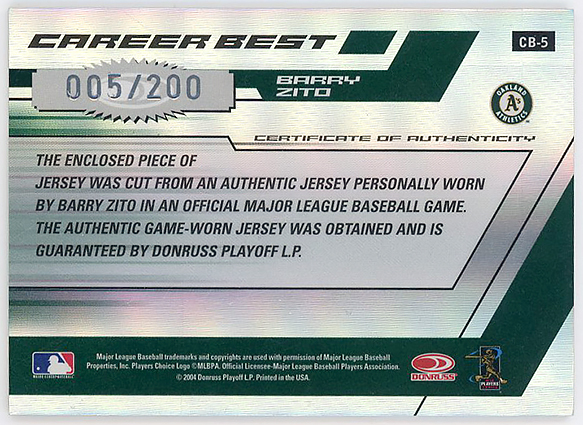 CAREER BEST
CB-5
005/200
BARRY
ZITO
OAKLAND
A's
ATHLETICS
CERTIFICATE OF AUTHENTICITY
THE ENCLOSED PIECE OF
JERSEY WAS CUT FROM AN AUTHENTIC JERSEY PERSONALLY WORN
BY BARRY ZITO IN AN OFFICIAL MAJOR LEAGUE BASEBALL GAME.
THE AUTHENTIC GAME-WORN JERSEY WAS OBTAINED AND IS
GUARANTEED BY DONRUSS PLAYOFF L.P.
Major League Baseball trademarks and copyrights are used with permission of Major League Baseball
Properties, Inc. Players Choice Logo ©MLBPA. Official Licensee-Major League Baseball Players Association.
© 2004 Donruss Playoff L.P. Printed in the USA.
MAJOR LEAGUE BASEBALL
DONRUSS
PLAYERS